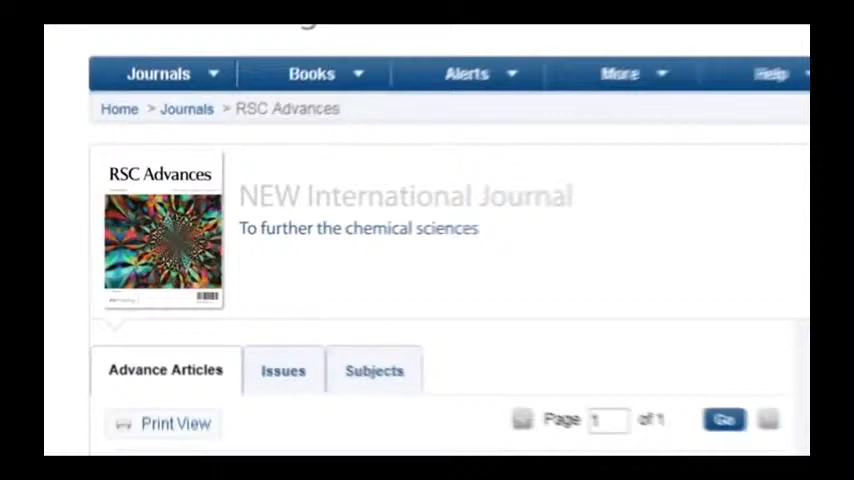 Journals Books Alerts More Help
Home > Journals > RSC Advances
RSC Advances
NEW International Journal
To further the chemical sciences
Advance Articles Issues Subjects
Print View Page 1 of 1 Go